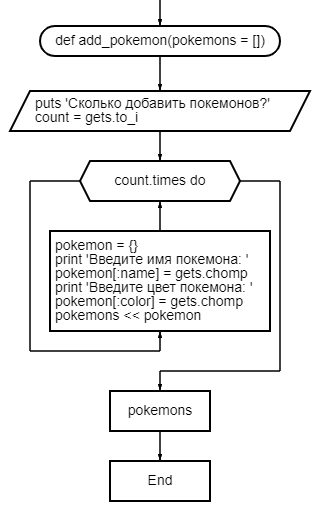 def add_pokemon(pokemons = [])
puts 'Сколько добавить покемонов?'
count = gets.to_i
count.times do
pokemon = {}
print 'Введите имя покемона: '
pokemon[:name] = gets.chomp
print 'Введите цвет покемона: '
pokemon[:color] = gets.chomp
pokemons << pokemon
pokemons
End